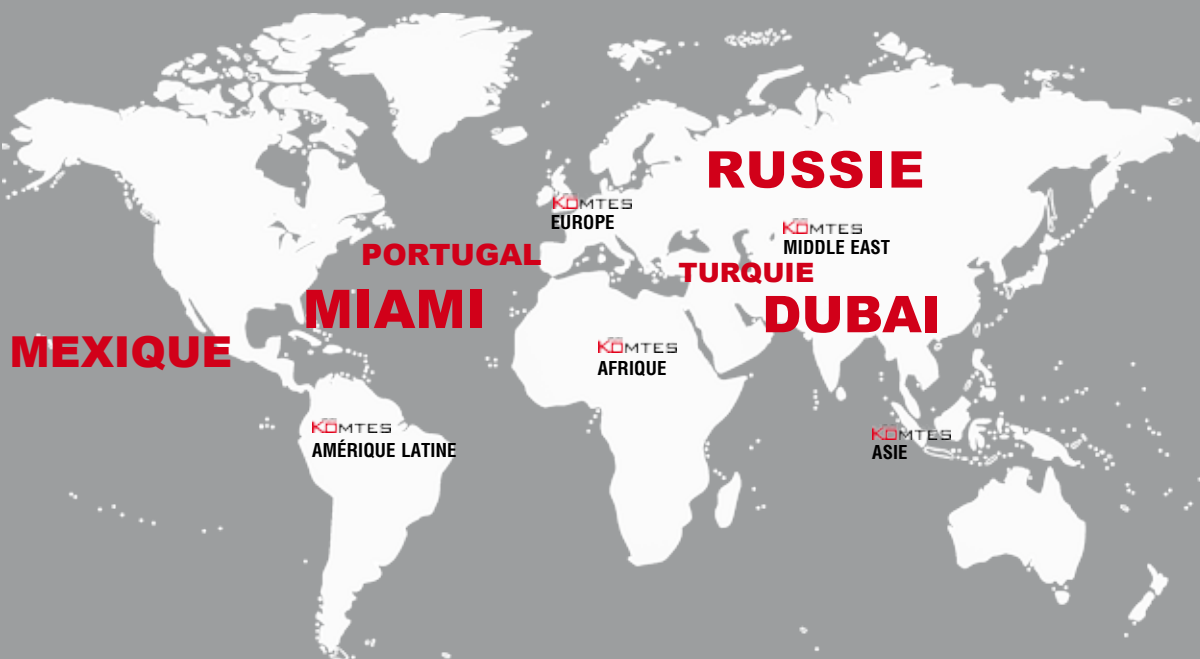 RUSSIE
KOMTES
EUROPE
KOMTES
MIDDLE EAST
PORTUGAL
TURQUIE
MIAMI
DUBAI
MEXIQUE
KOMTES
AFRIQUE
KOMTES
AMÉRIQUE LATINE
KOMTES
ASIE